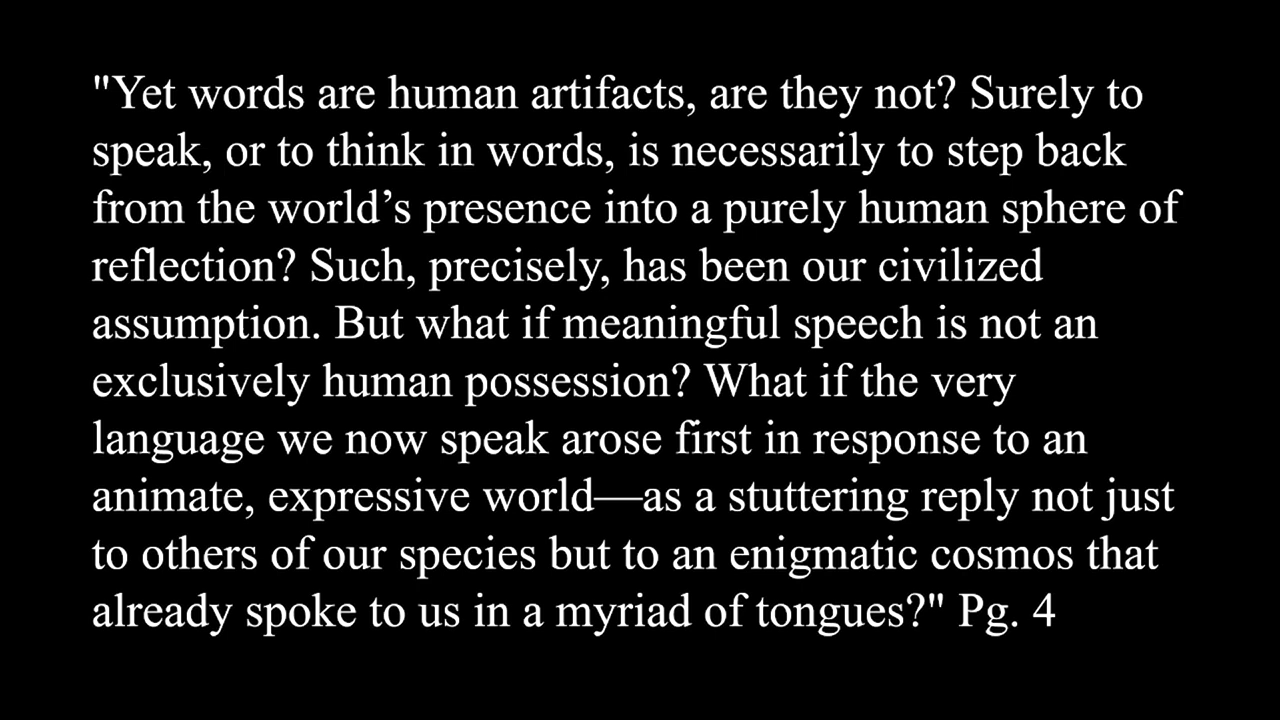 "Yet words are human artifacts, are they not? Surely to
speak, or to think in words, is necessarily to step back
from the world’s presence into a purely human sphere of
reflection? Such, precisely, has been our civilized
assumption. But what if meaningful speech is not an
exclusively human possession? What if the very
language we now speak arose first in response to an
animate, expressive world—as a stuttering reply not just
to others of our species but to an enigmatic cosmos that
already spoke to us in a myriad of tongues?" Pg. 4